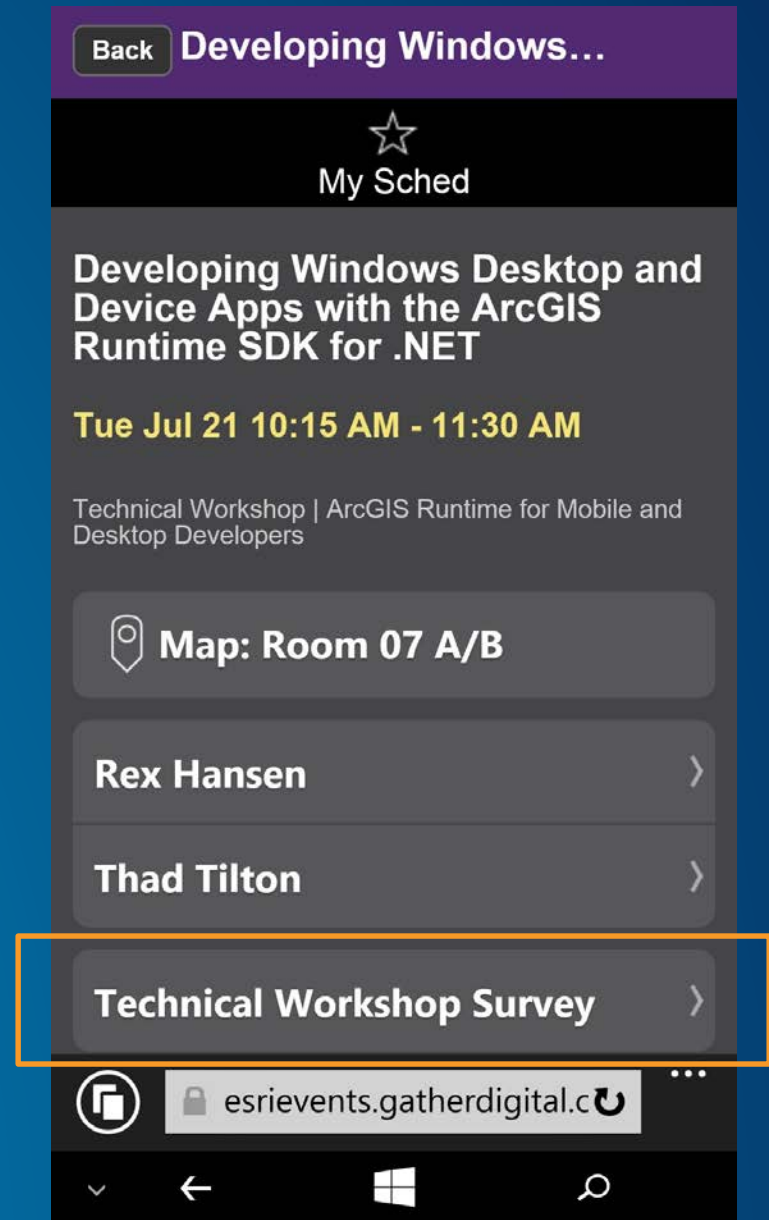 Back Developing Windows...
My Sched
Developing Windows Desktop and
Device Apps with the ArcGIS
Runtime SDK for .NET
Tue Jul 21 10:15 AM - 11:30 AM
Technical Workshop | ArcGIS Runtime for Mobile and
Desktop Developers
Map: Room 07 A/B
Rex Hansen
Thad Tilton
Technical Workshop Survey
esrievents.gatherdigital.c